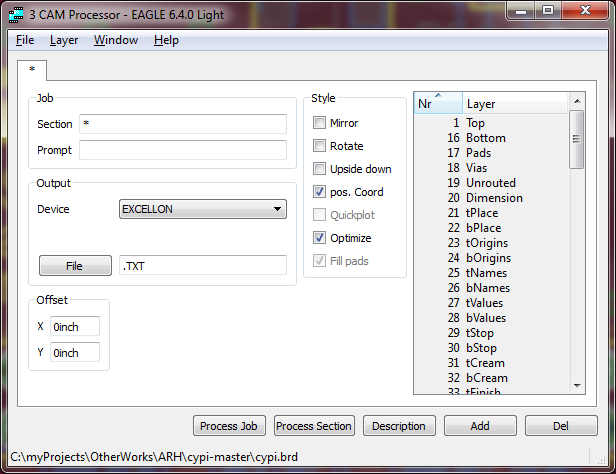 3 CAM Processor - EAGLE 6.4.0 Light
File Layer Window Help
*
Job
Section *
Prompt
Output
Device EXCELLON
File .TXT
Offset
X 0inch
Y 0inch
Style
Mirror
Rotate
Upside down
pos. Coord
Quickplot
Optimize
Fill pads
Nr Layer
1 Top
16 Bottom
17 Pads
18 Vias
19 Unrouted
20 Dimension
21 tPlace
22 bPlace
23 tOrigins
24 bOrigins
25 tNames
26 bNames
27 tValues
28 bValues
29 tStop
30 bStop
31 tCream
32 bCream
33 tFinish
Process Job Process Section Description Add Del
C:\myProjects\OtherWorks\ARH\cypi-master\cypi.brd